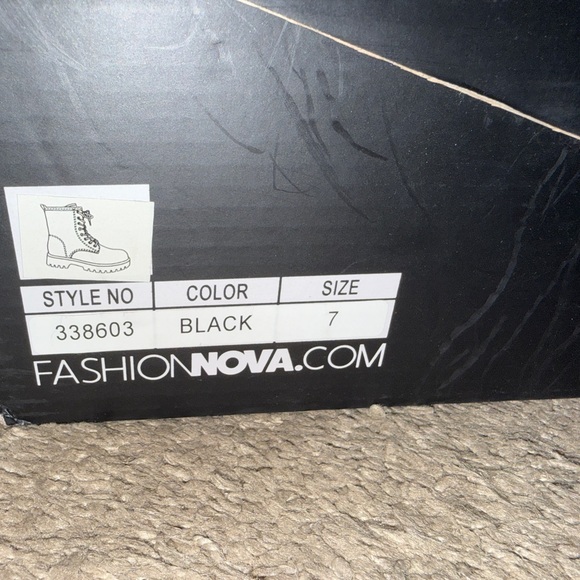 STYLE NO COLOR SIZE
338603 BLACK 7
FASHIONNOVA.COM